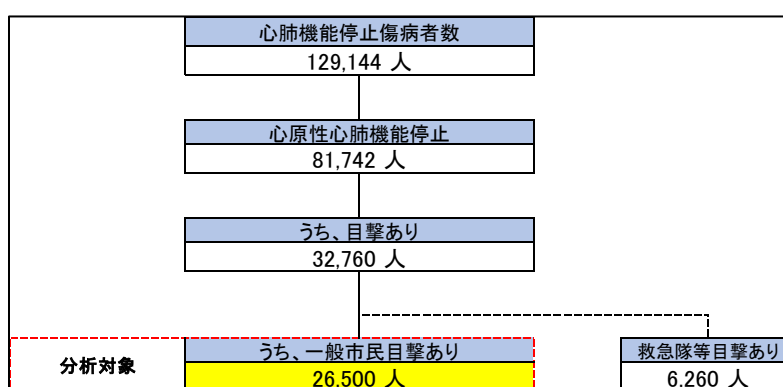 心肺機能停止傷病者数
129,144 人
心原性心肺機能停止
81,742 人
うち、目撃あり
32,760 人
分析対象
うち、一般市民目撃あり
26,500 人
救急隊等目撃あり
6,260 人